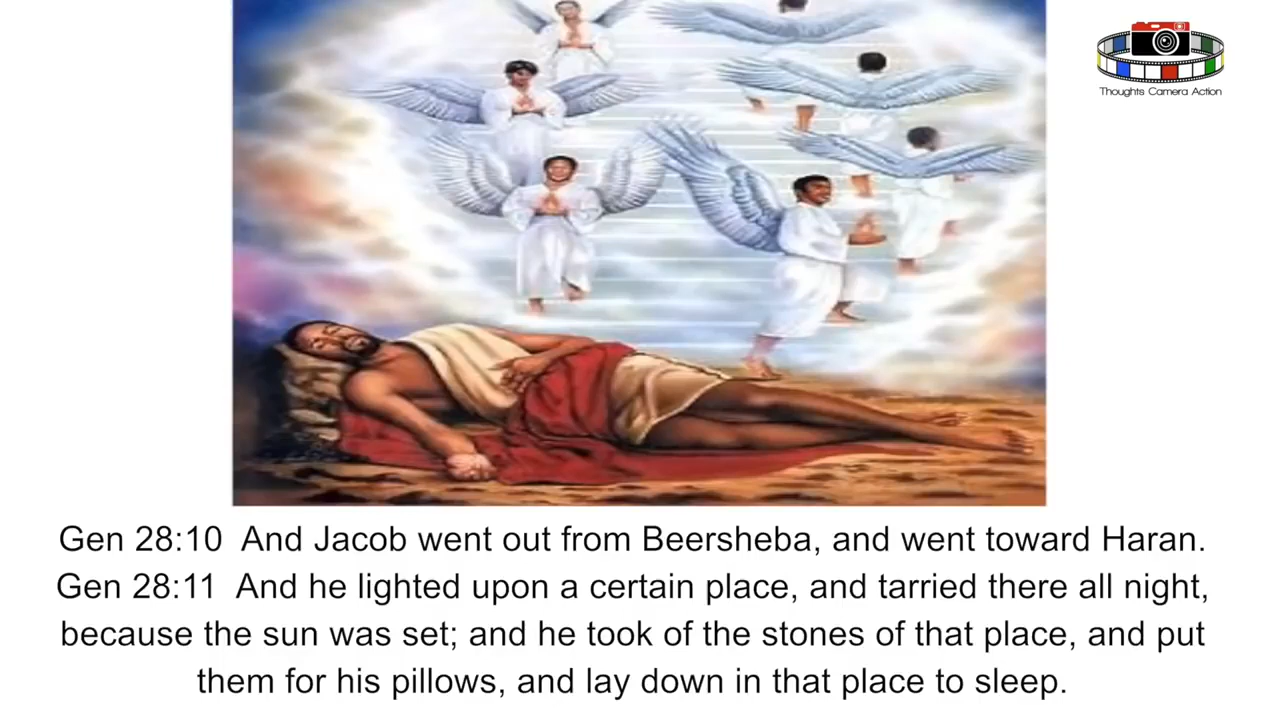 Thoughts Camera Action
Gen 28:10  And Jacob went out from Beersheba, and went toward Haran.
Gen 28:11  And he lighted upon a certain place, and tarried there all night,
because the sun was set; and he took of the stones of that place, and put
them for his pillows, and lay down in that place to sleep.